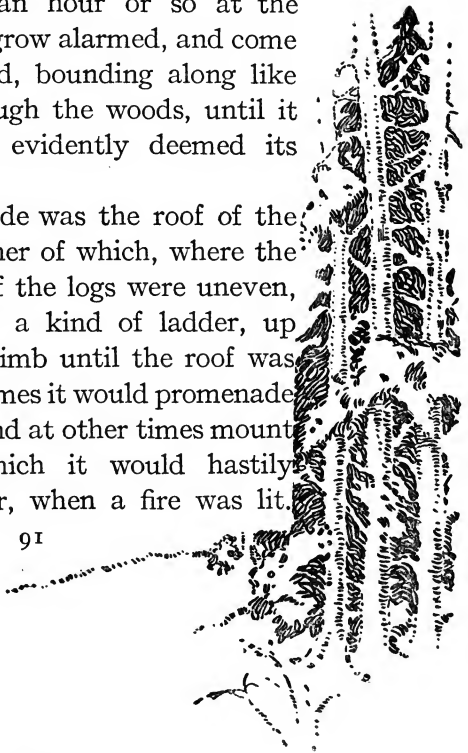 an hour or so at the
grow alarmed, and come
d, bounding along like
ugh the woods, until it
evidently deemed its
de was the roof of the
ner of which, where the
f the logs were uneven,
a kind of ladder, up
imb until the roof was
mes it would promenade
nd at other times mount
hich it would hastily
r, when a fire was lit.
91